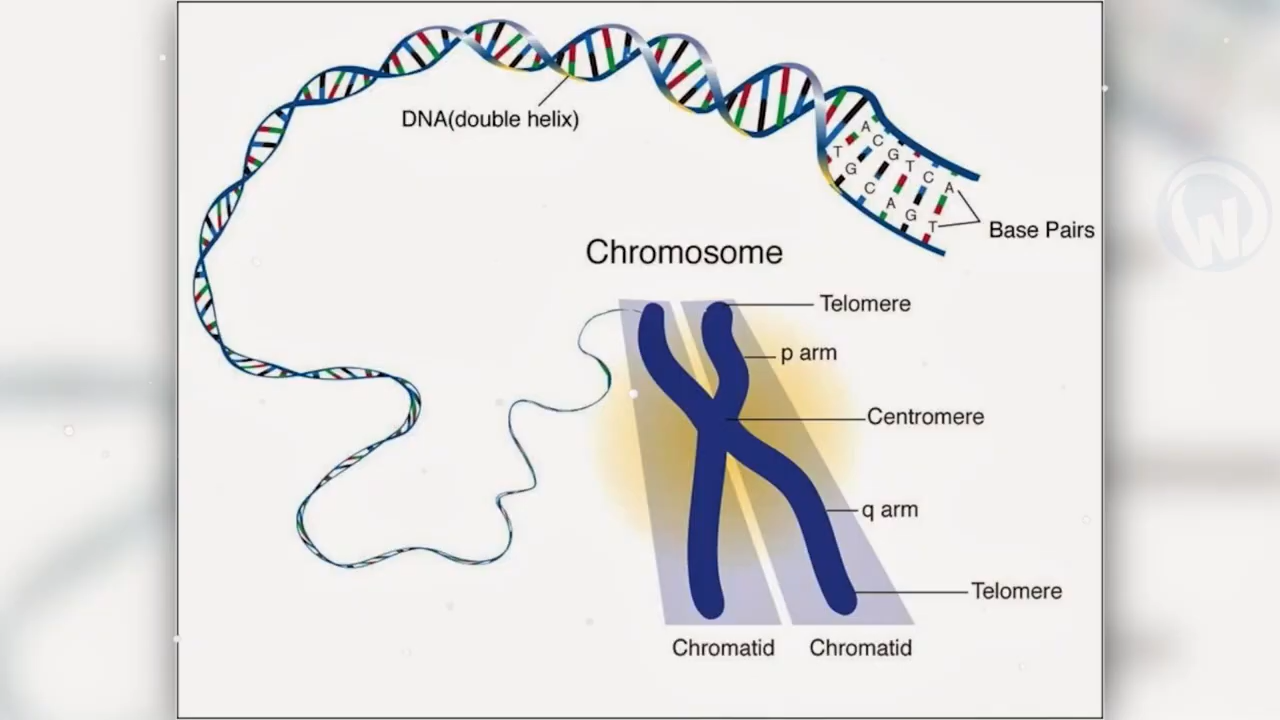 DNA(double helix)
A C G T C A
T G C A G T
Base Pairs
Chromosome
Telomere
p arm
Centromere
q arm
Telomere
Chromatid Chromatid
W